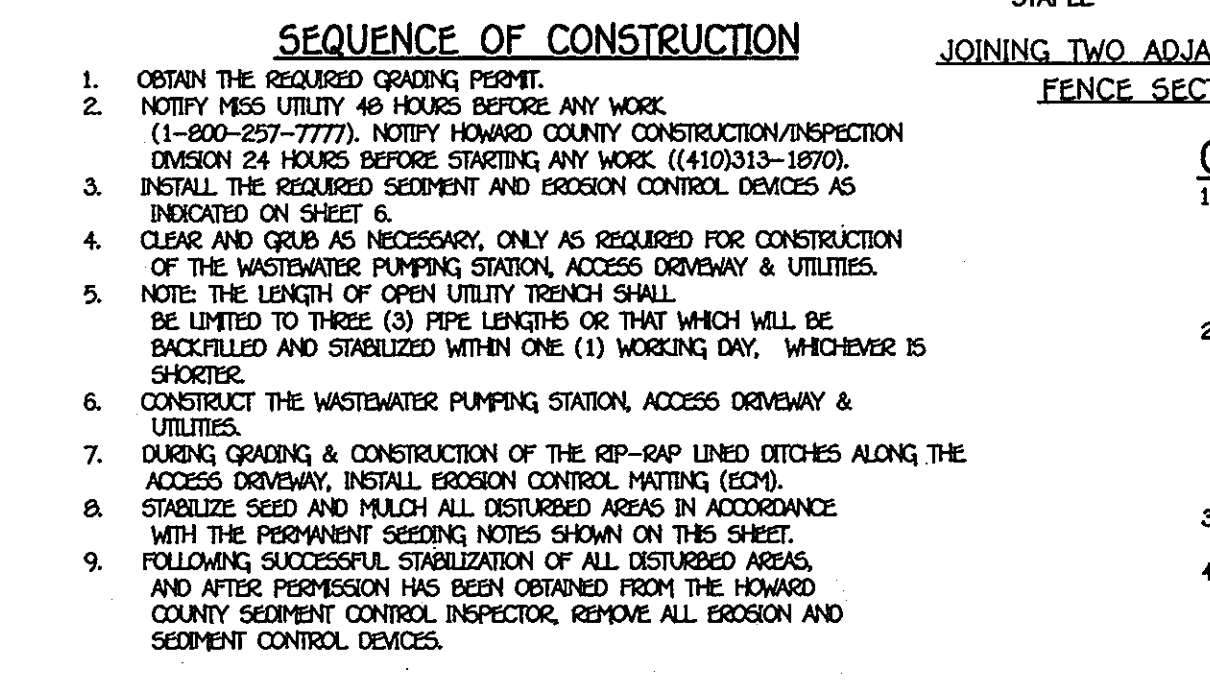 SEQUENCE OF CONSTRUCTION
1. OBTAIN THE REQUIRED GRADING PERMIT.
2. NOTIFY MISS UTILITY 48 HOURS BEFORE ANY WORK
(1-800-257-7777). NOTIFY HOWARD COUNTY CONSTRUCTION/INSPECTION
DIVISION 24 HOURS BEFORE STARTING ANY WORK ((410)313-1870).
3. INSTALL THE REQUIRED SEDIMENT AND EROSION CONTROL DEVICES AS
INDICATED ON SHEET 6.
4. CLEAR AND GRUB AS NECESSARY, ONLY AS REQUIRED FOR CONSTRUCTION
OF THE WASTEWATER PUMPING STATION, ACCESS DRIVEWAY & UTILITIES.
5. NOTE: THE LENGTH OF OPEN UTILITY TRENCH SHALL
BE LIMITED TO THREE (3) PIPE LENGTHS OR THAT WHICH WILL BE
BACKFILLED AND STABILIZED WITHIN ONE (1) WORKING DAY, WHICHEVER IS
SHORTER.
6. CONSTRUCT THE WASTEWATER PUMPING STATION, ACCESS DRIVEWAY &
UTILITIES.
7. DURING GRADING & CONSTRUCTION OF THE RIP-RAP LINED DITCHES ALONG THE
ACCESS DRIVEWAY, INSTALL EROSION CONTROL MATTING (ECM).
8. STABILIZE SEED AND MULCH ALL DISTURBED AREAS IN ACCORDANCE
WITH THE PERMANENT SEEDING NOTES SHOWN ON THIS SHEET.
9. FOLLOWING SUCCESSFUL STABILIZATION OF ALL DISTURBED AREAS,
AND AFTER PERMISSION HAS BEEN OBTAINED FROM THE HOWARD
COUNTY SEDIMENT CONTROL INSPECTOR, REMOVE ALL EROSION AND
SEDIMENT CONTROL DEVICES.
JOINING TWO ADJA
FENCE SECT
1
2
3
4